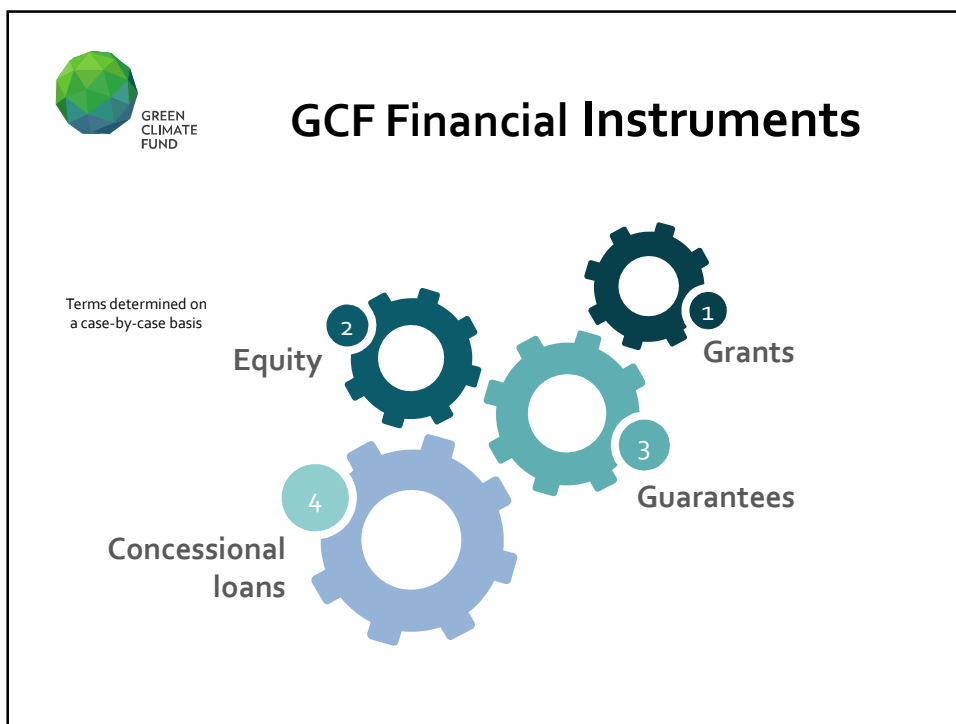 GREEN
CLIMATE
FUND
GCF Financial Instruments
Terms determined on
a case-by-case basis
1
Grants
2
Equity
3
Guarantees
4
Concessional
loans